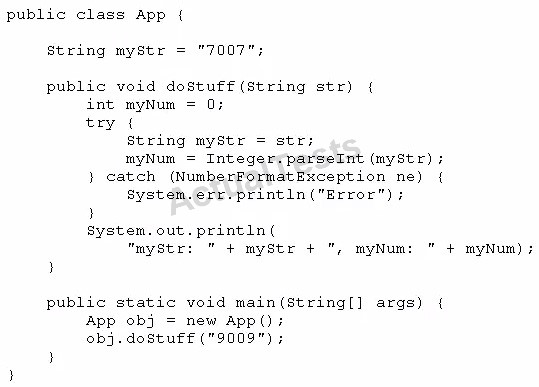 public class App {
    String myStr = "7007";
    public void doStuff(String str) {
        int myNum = 0;
        try {
            String myStr = str;
            myNum = Integer.parseInt(myStr);
        } catch (NumberFormatException ne) {
            System.err.println("Error");
        }
        System.out.println(
            "myStr: " + myStr + ", myNum: " + myNum);
    }
    public static void main(String[] args) {
        App obj = new App();
        obj.doStuff("9009");
    }
}
ActualTests